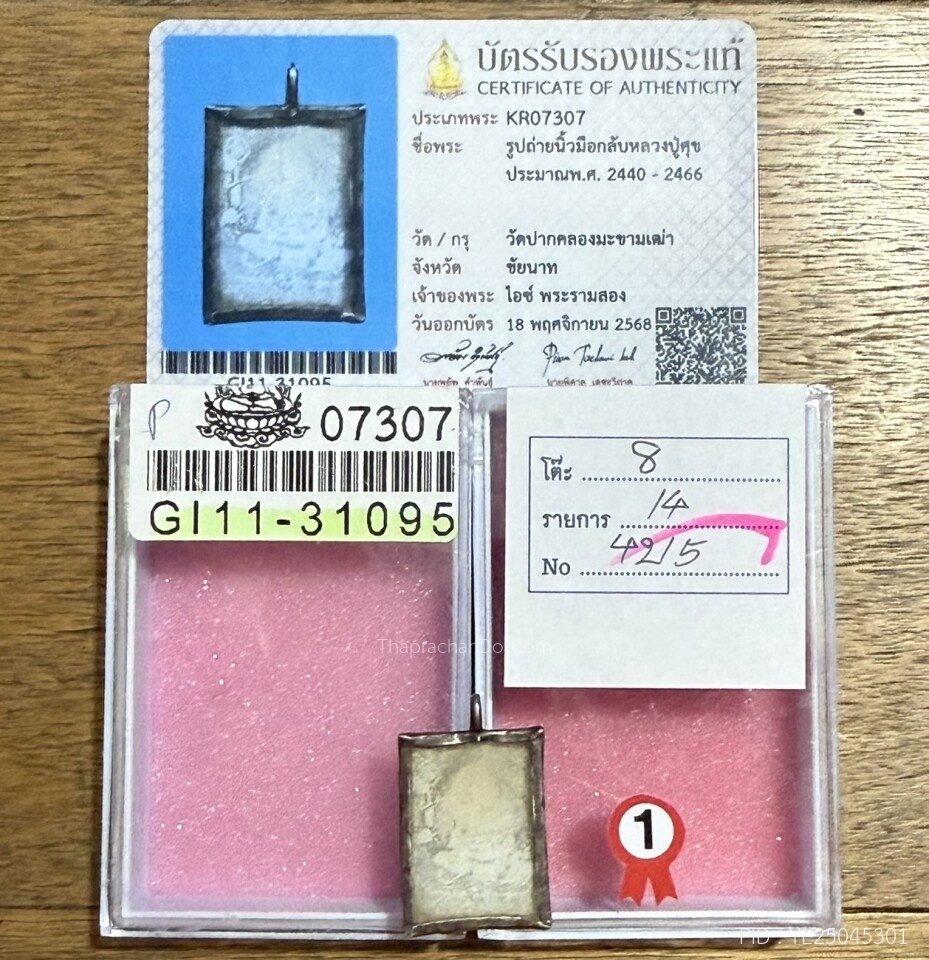 บัตรรับรองพระแท้
CERTIFICATE OF AUTHENTICITY
ประเภทพระ KR07307
ชื่อพระ รูปถ่ายนิ้วมือกลับหลวงปู่ศุข
ประมาณพ.ศ. 2440 - 2466
วัด / กรุ วัดปากคลองมะขามเฒ่า
จังหวัด ชัยนาท
เจ้าของพระ ไอซ์ พระรามสอง
วันออกบัตร 18 พฤศจิกายน 2568
GI11-31095
P 07307
GI11-31095
โต๊ะ 8
รายการ 14
No 425
ThaprachanDotCom
1
PID : YL25045301